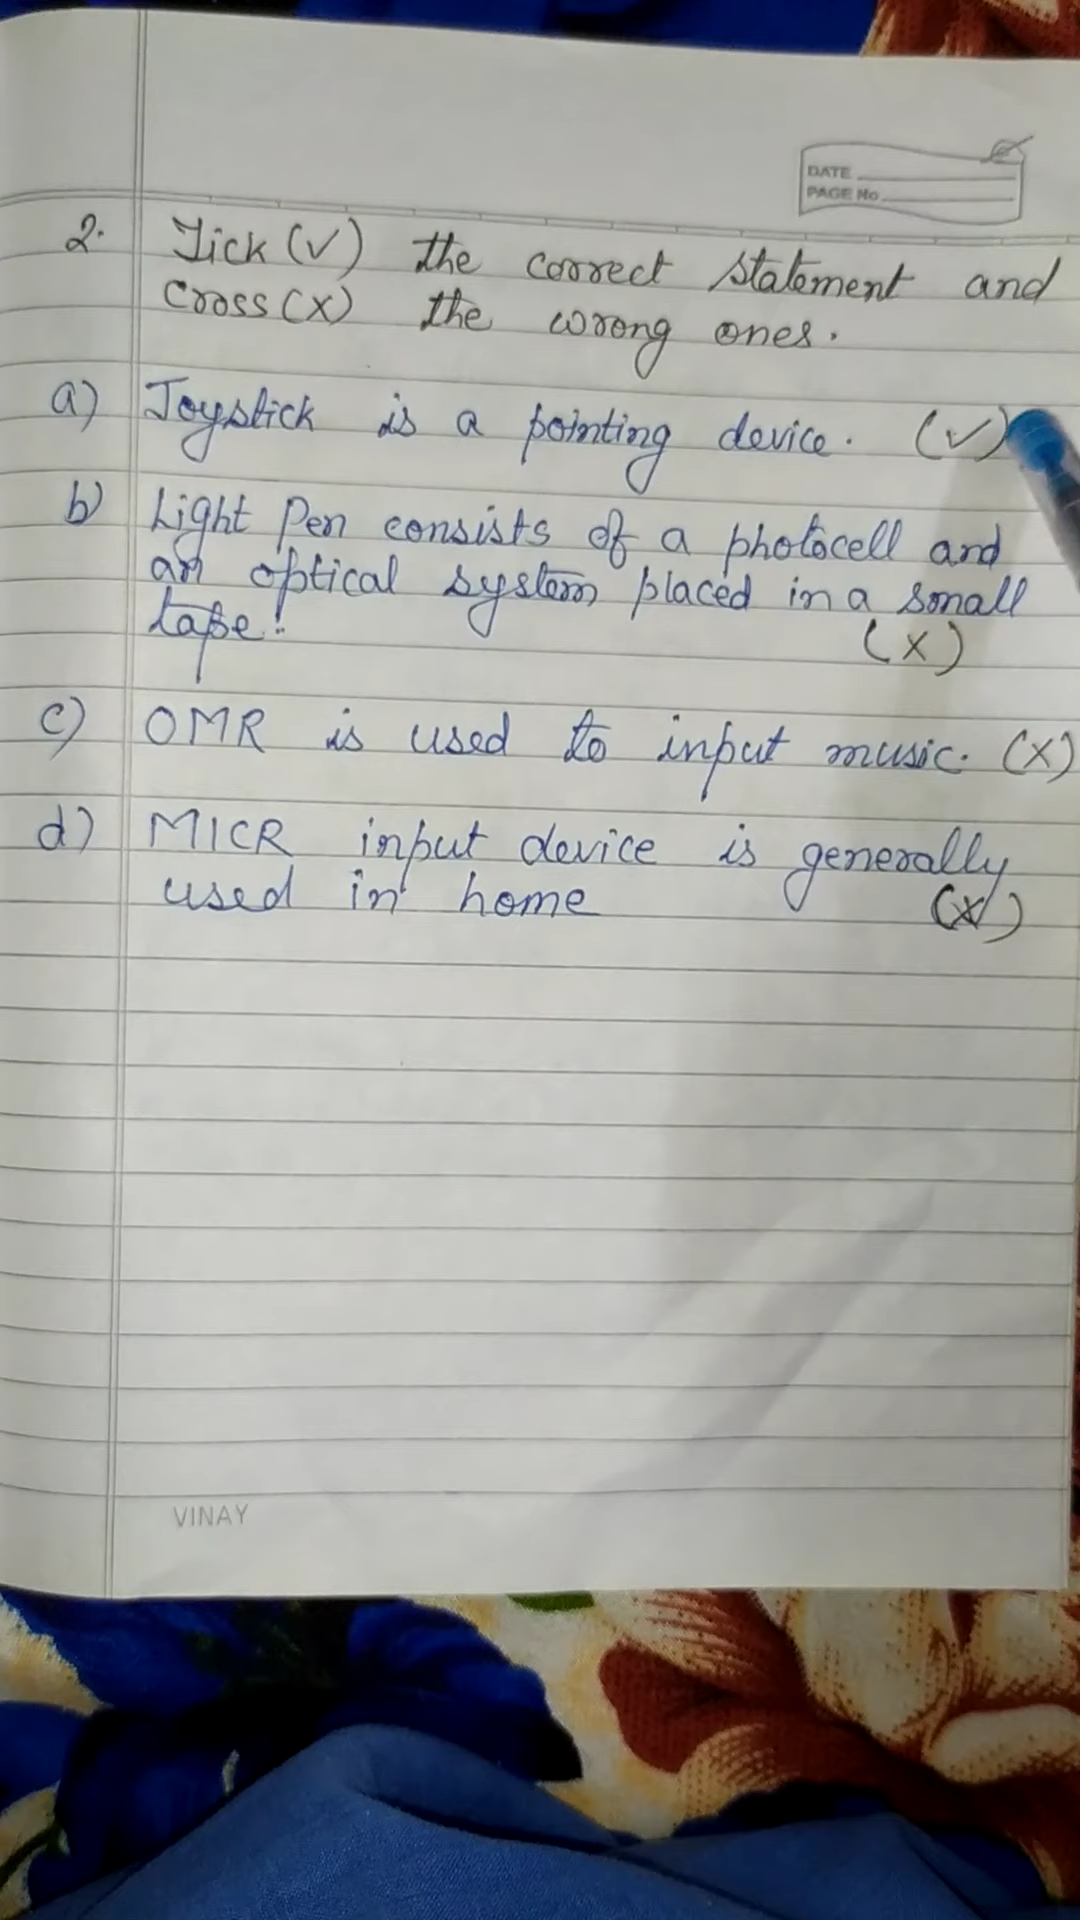 DATE
PAGE No
2. Tick (✓) the correct statement and
Cross (X) the wrong ones.
a) Joystick is a pointing device. (✓)
b) Light Pen consists of a photocell and
an optical system placed in a small
tape. (X)
c) OMR is used to input music. (X)
d) MICR input device is generally
used in home (X)
VINAY